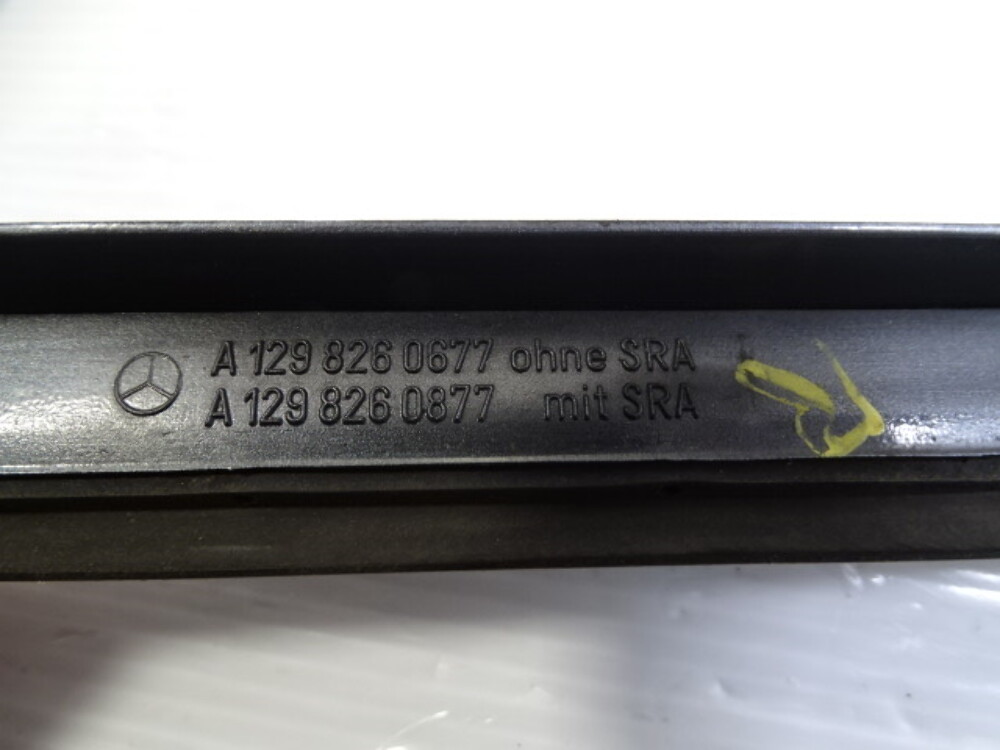 A 129 826 0677 ohne SRA
A 129 826 0877 mit SRA